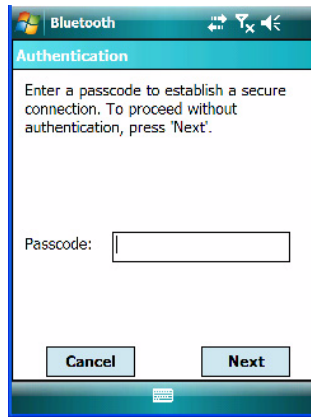 Bluetooth
Authentication
Enter a passcode to establish a secure
connection. To proceed without
authentication, press 'Next'.
Passcode:
Cancel
Next